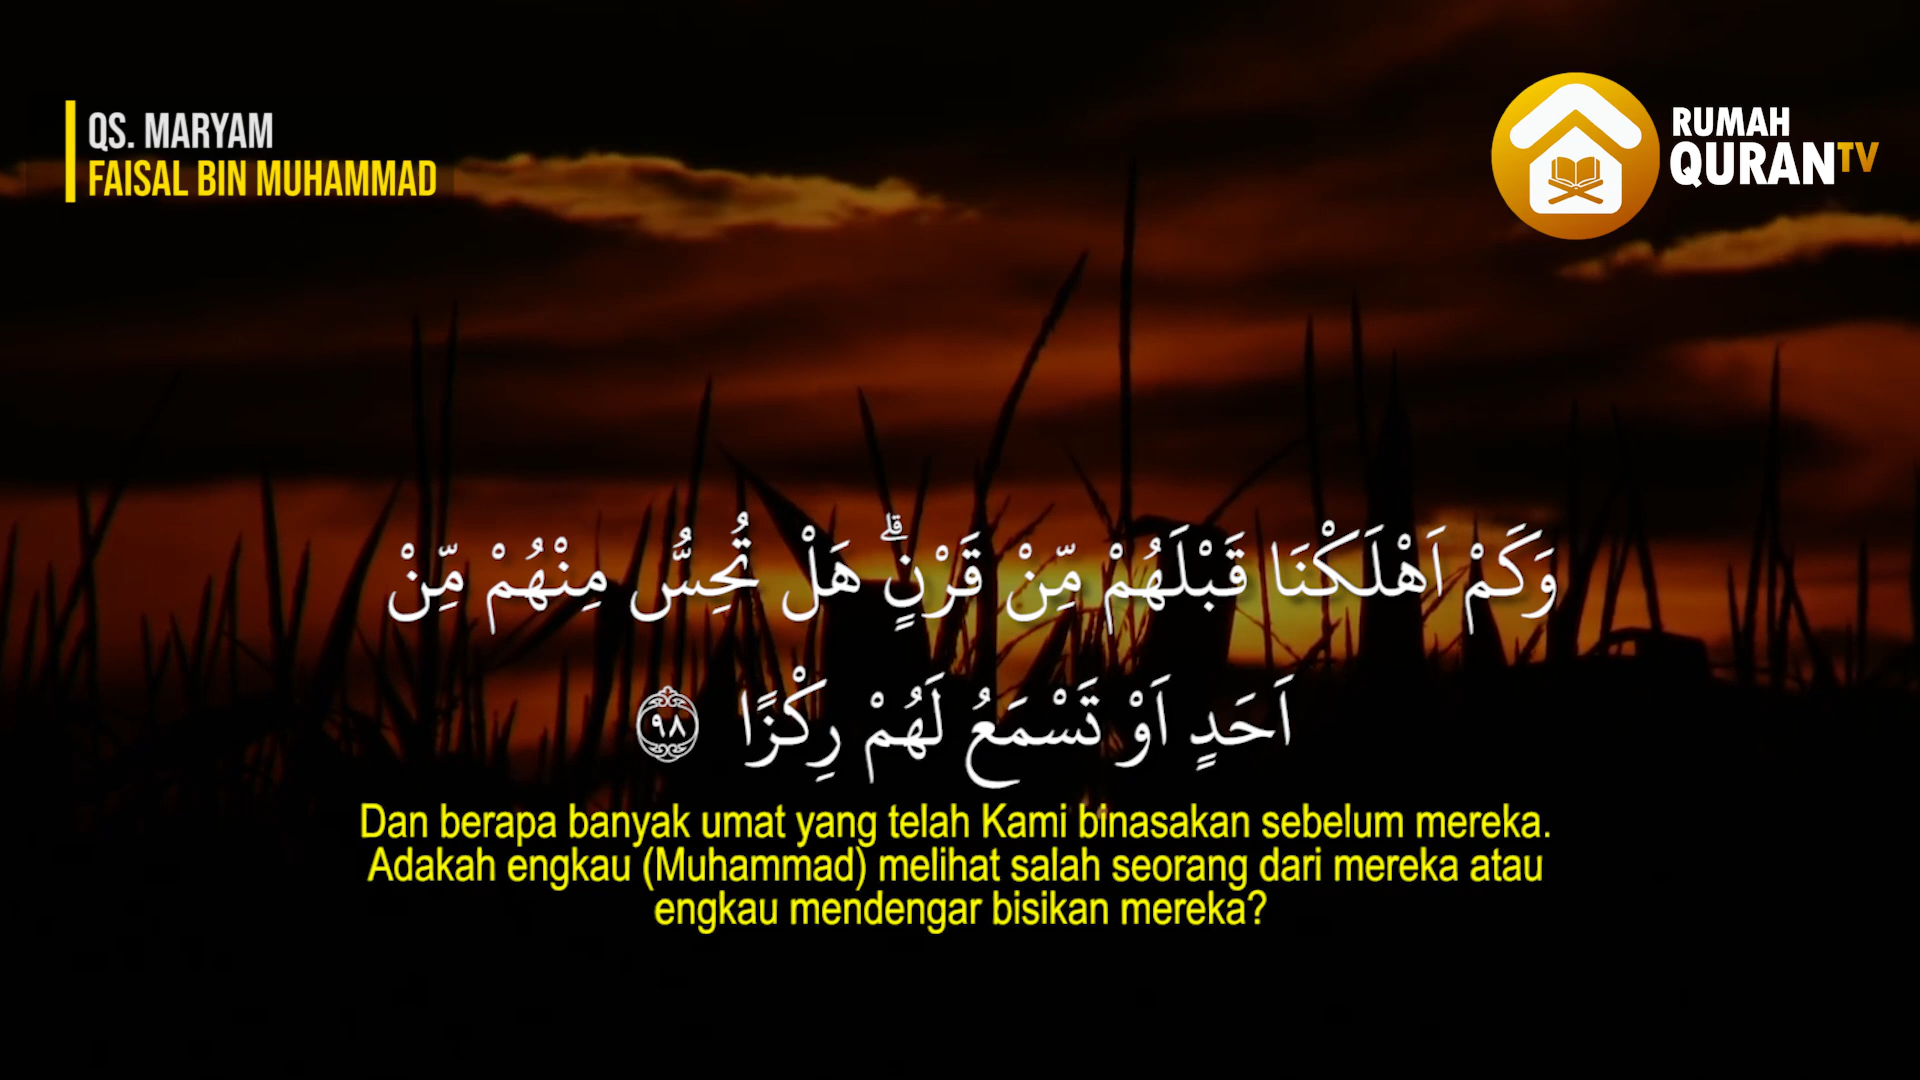 QS. MARYAM
FAISAL BIN MUHAMMAD
RUMAH
QURANTV
وَكَمْ اَهْلَكْنَا قَبْلَهُمْ مِّنْ قَرْنٍۗ هَلْ تُحِسُّ مِنْهُمْ مِّنْ
اَحَدٍ اَوْ تَسْمَعُ لَهُمْ رِكْزًا ٩٨
Dan berapa banyak umat yang telah Kami binasakan sebelum mereka.
Adakah engkau (Muhammad) melihat salah seorang dari mereka atau
engkau mendengar bisikan mereka?